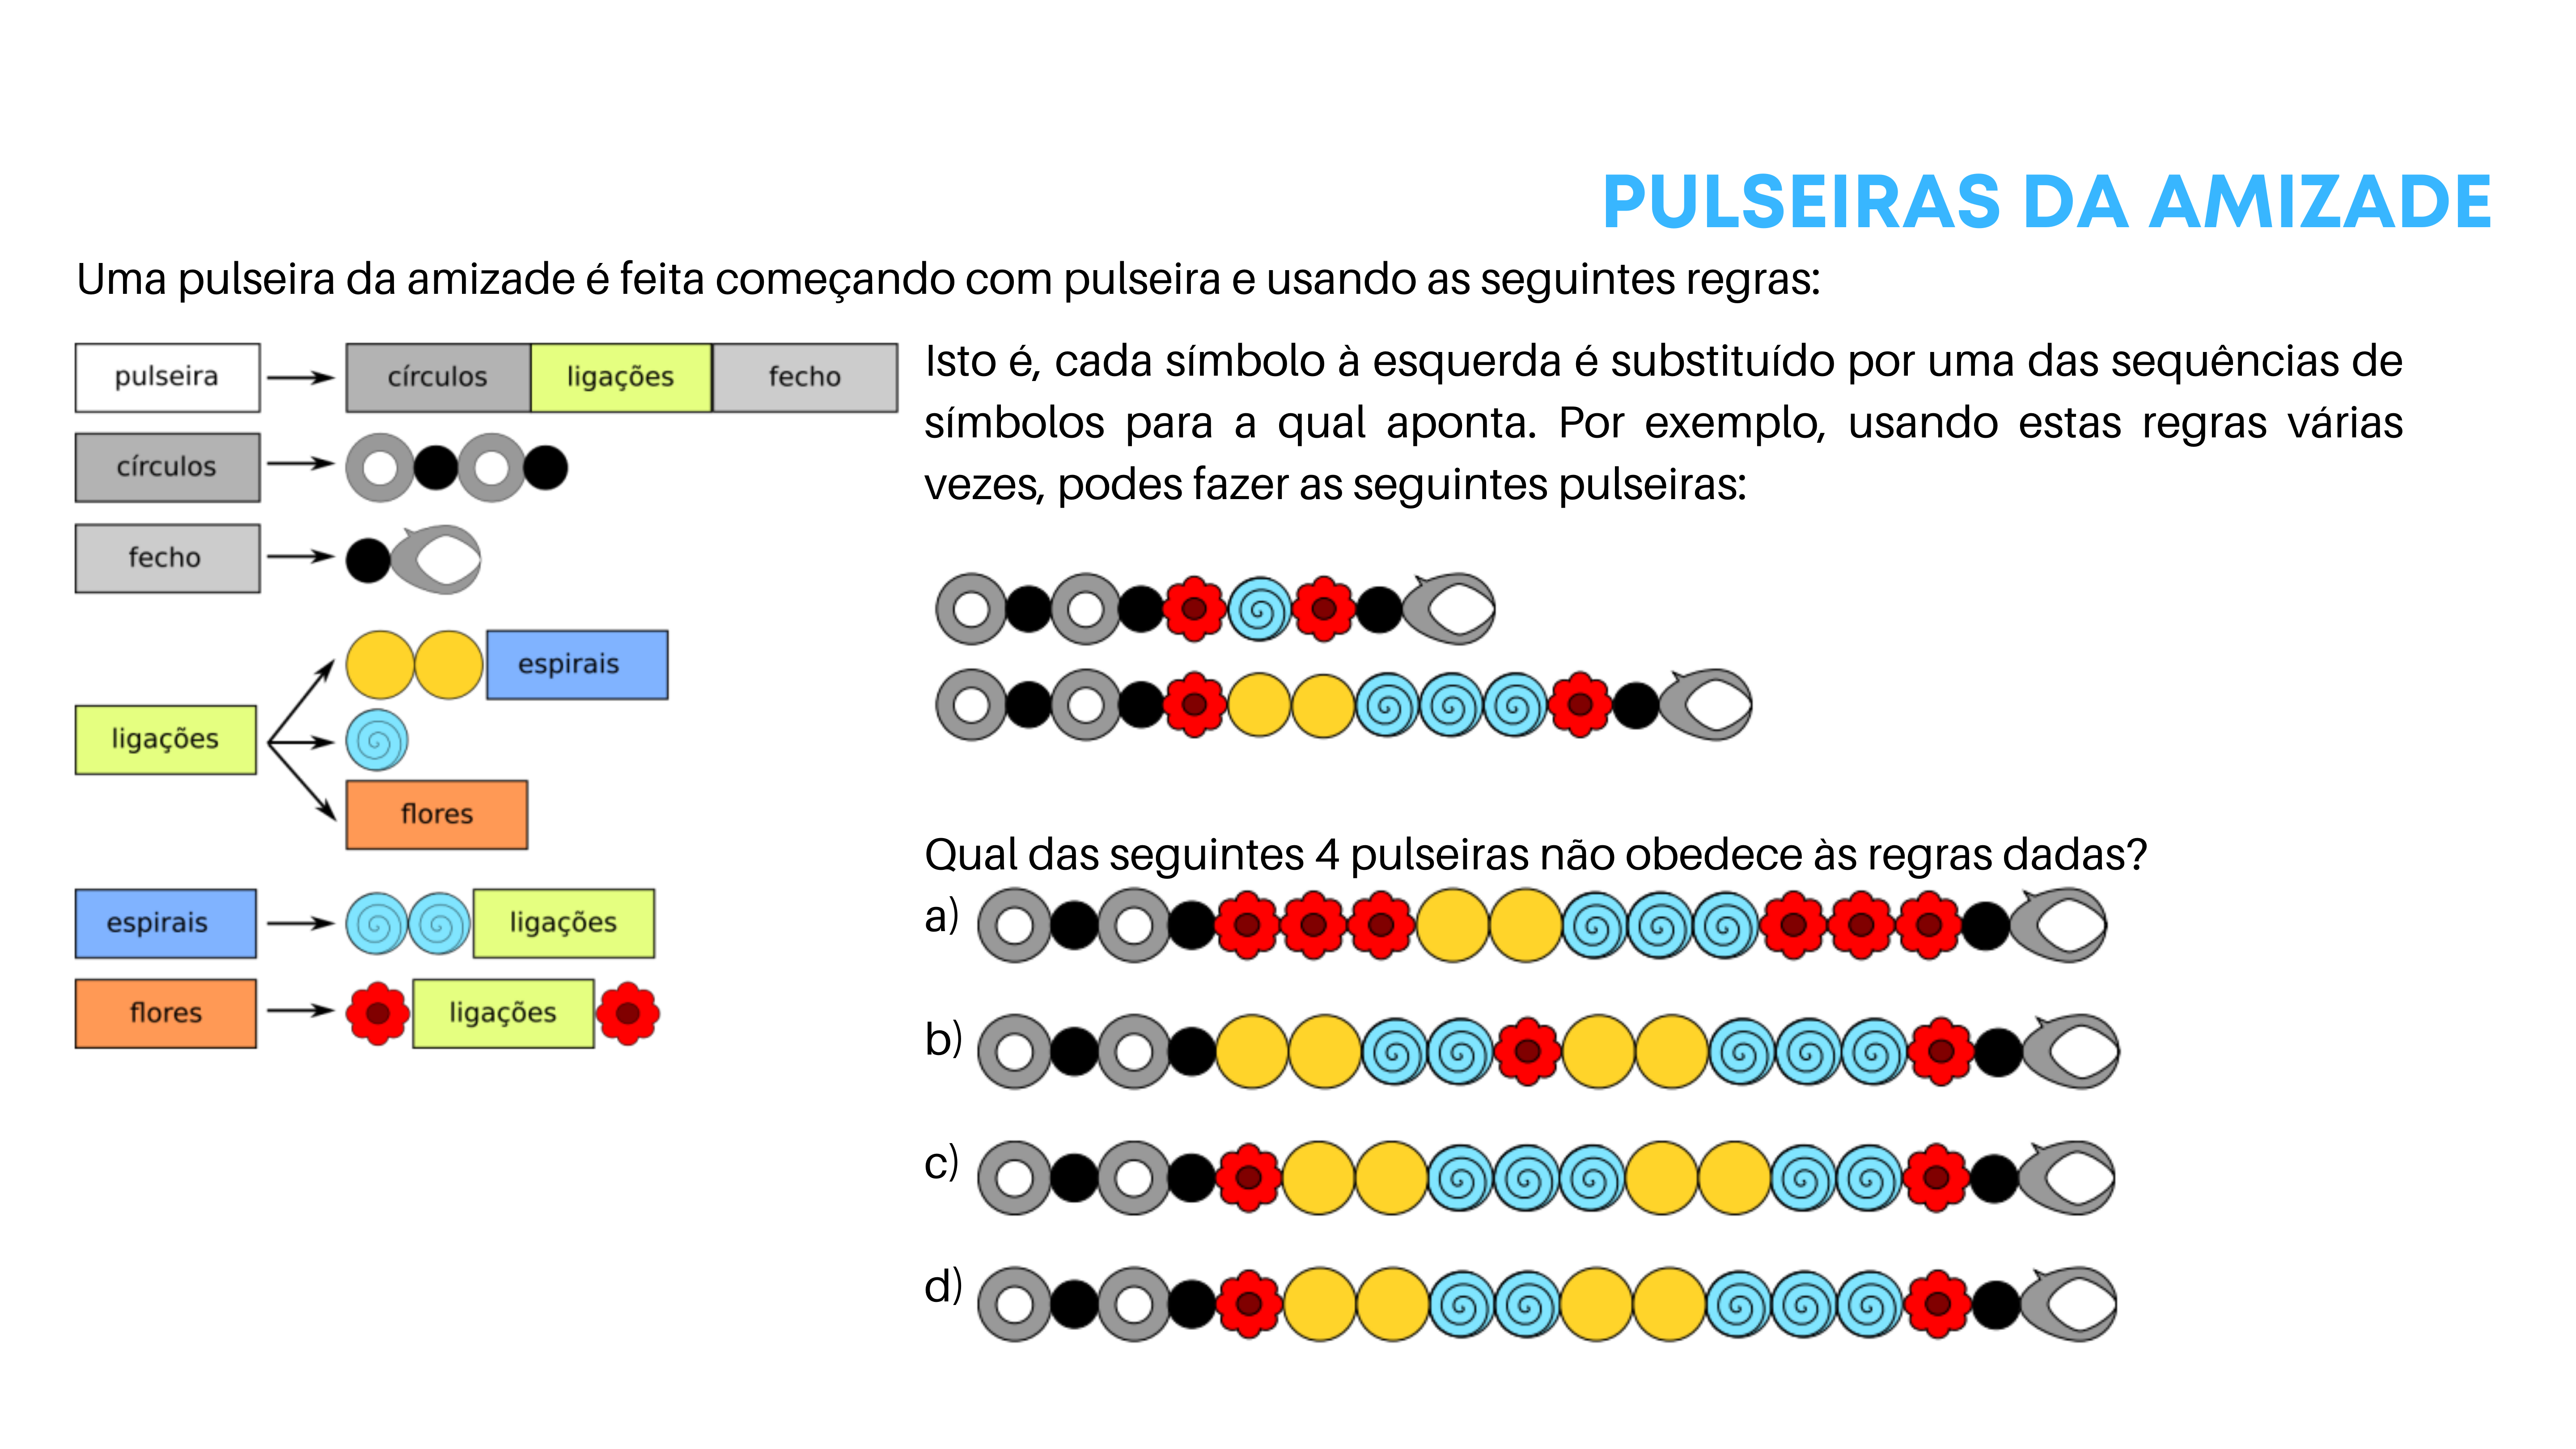 PULSEIRAS DA AMIZADE
Uma pulseira da amizade é feita começando com pulseira e usando as seguintes regras:
pulseira
círculos
ligações
fecho
círculos
fecho
espirais
ligações
flores
espirais
ligações
flores
ligações
Isto é, cada símbolo à esquerda é substituído por uma das sequências de
símbolos para a qual aponta. Por exemplo, usando estas regras várias
vezes, podes fazer as seguintes pulseiras:
Qual das seguintes 4 pulseiras não obedece às regras dadas?
a)
b)
c)
d)